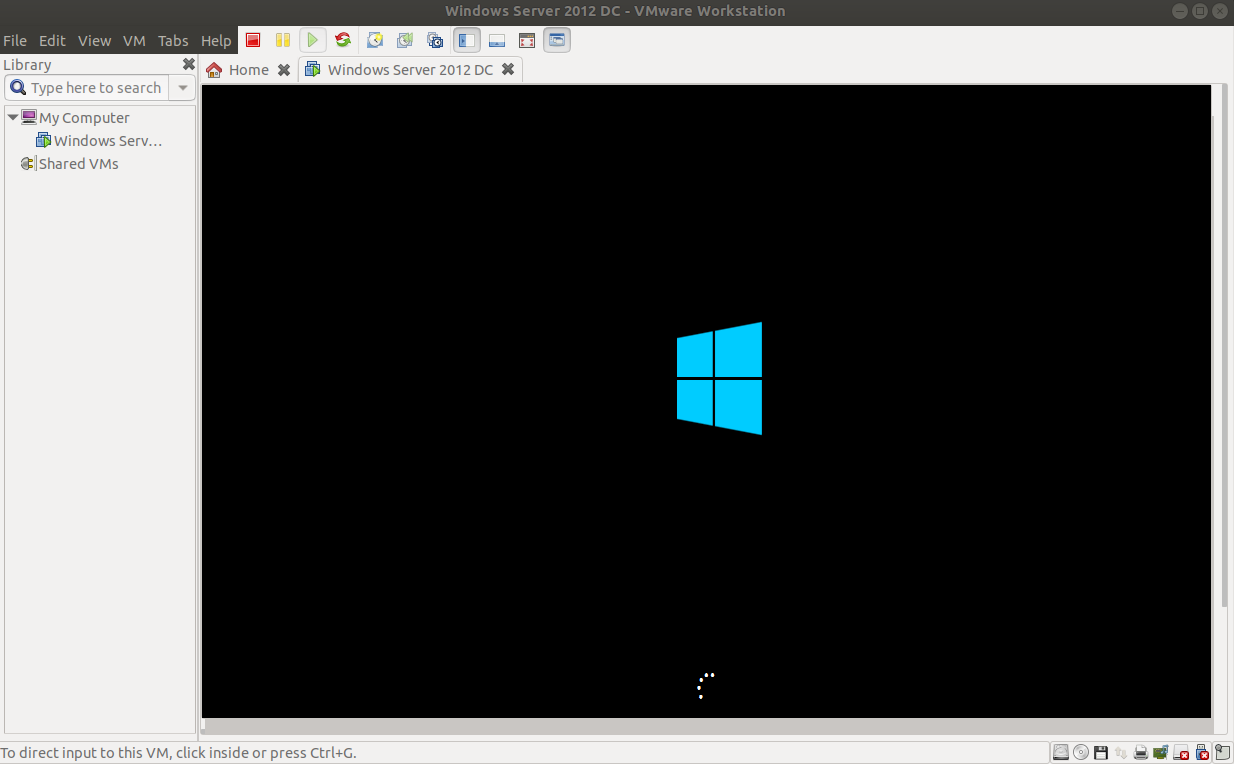 Windows Server 2012 DC - VMware Workstation
File Edit View VM Tabs Help
Library
Home
Windows Server 2012 DC
Type here to search
My Computer
Windows Serv...
Shared VMs
To direct input to this VM, click inside or press Ctrl+G.